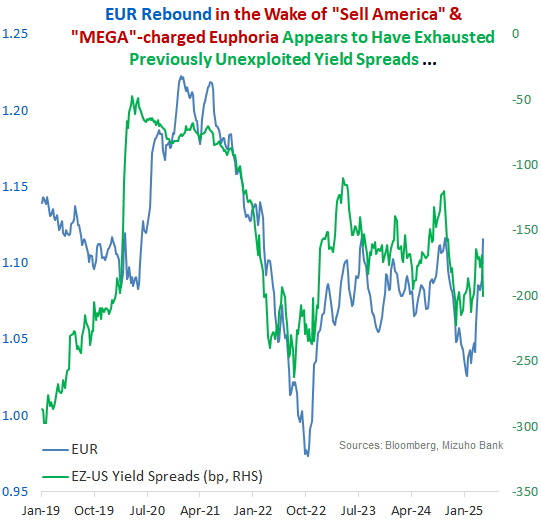 EUR Rebound in the Wake of "Sell America" &
"MEGA"-charged Euphoria Appears to Have Exhausted
Previously Unexploited Yield Spreads ...
1.25
1.20
1.15
1.10
1.05
1.00
0.95
0
-50
-100
-150
-200
-250
-300
-350
EUR
Sources: Bloomberg, Mizuho Bank
EZ-US Yield Spreads (bp, RHS)
Jan-19 Oct-19 Jul-20 Apr-21 Jan-22 Oct-22 Jul-23 Apr-24 Jan-25